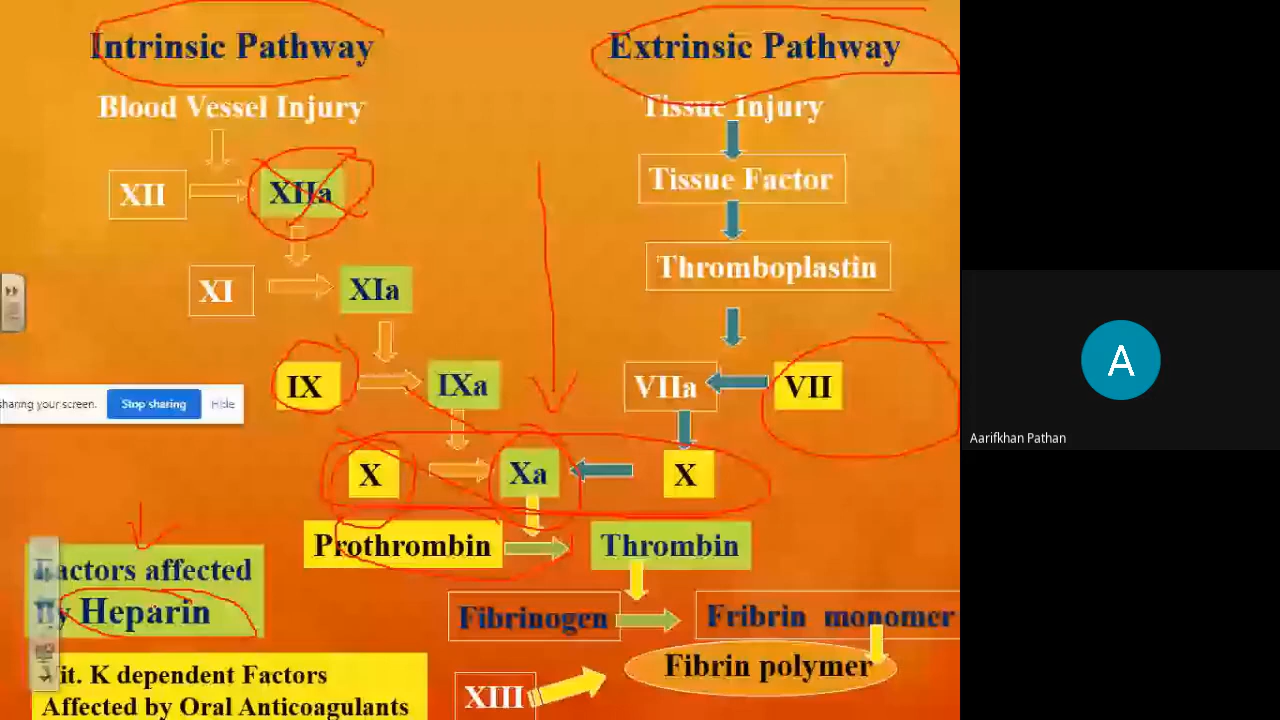 Intrinsic Pathway
Extrinsic Pathway
Blood Vessel Injury
Tissue Injury
XII
XIIa
Tissue Factor
XI
XIa
Thromboplastin
IX
IXa
VIIa
VII
sharing your screen.
Stop sharing
Hide
X
Xa
X
Prothrombin
Thrombin
Factors affected
By Heparin
Fibrinogen
Fribrin monomer
Fibrin polymer
XIII
Vit. K dependent Factors
Affected by Oral Anticoagulants
A
Aarifkhan Pathan